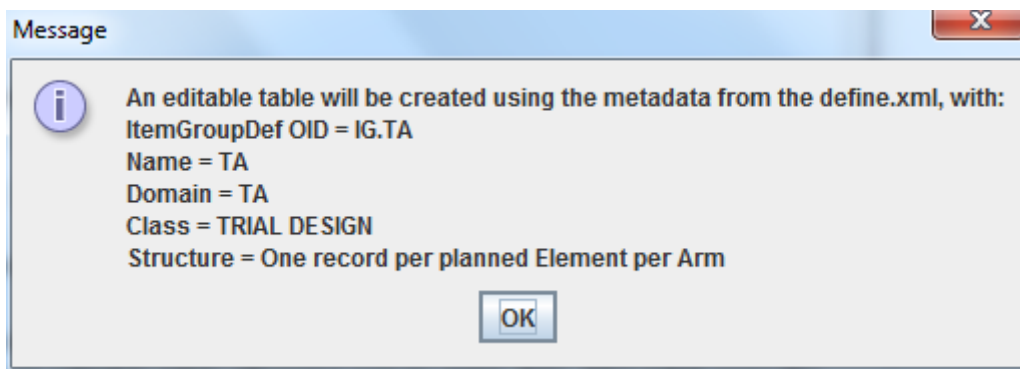 Message
An editable table will be created using the metadata from the define.xml, with:
ItemGroupDef OID = IG.TA
Name = TA
Domain = TA
Class = TRIAL DESIGN
Structure = One record per planned Element per Arm
OK